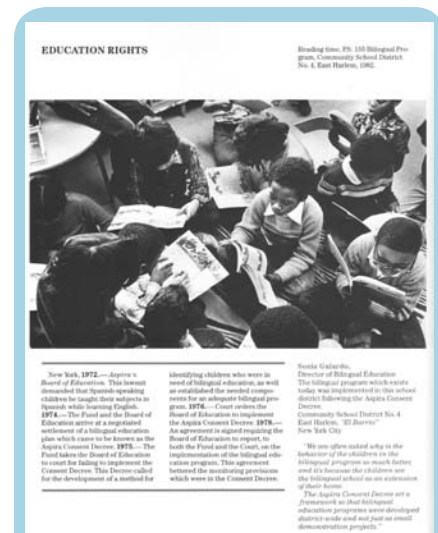 EDUCATION RIGHTS
Reading time, P.S. 155 Bilingual Pro-
gram, Community School District
No. 4, East Harlem, 1982.
New York, 1972.—Aspira v.
Board of Education. This lawsuit
demanded that Spanish-speaking
children be taught their subjects in
Spanish while learning English.
1974.—The Fund and the Board of
Education arrive at a negotiated
settlement of a bilingual education
plan which came to be known as the
Aspira Consent Decree. 1975.—The
Fund takes the Board of Education
to court for failing to implement the
Consent Decree. This Decree called
for the development of a method for
identifying children who were in
need of bilingual education, as well
as established the needed compo-
nents for an adequate bilingual pro-
gram. 1976.—Court orders the
Board of Education to implement
the Aspira Consent Decree. 1978.—
An agreement is signed requiring the
Board of Education to report, to
both the Fund and the Court, on the
implementation of the bilingual edu-
cation program. This agreement
bettered the monitoring provisions
which were in the Consent Decree.
Sonia Gulardo,
Director of Bilingual Education
The bilingual program which exists
today was implemented in this school
district following the Aspira Consent
Decree.
Community School District No. 4
East Harlem, "El Barrio"
New York City
"We are often asked why is the
behavior of the children in the
bilingual program so much better,
and it's because the children see
the bilingual school as an extension
of their home.
The Aspira Consent Decree set a
framework so that bilingual
education programs were developed
district-wide and not just as small
demonstration projects."